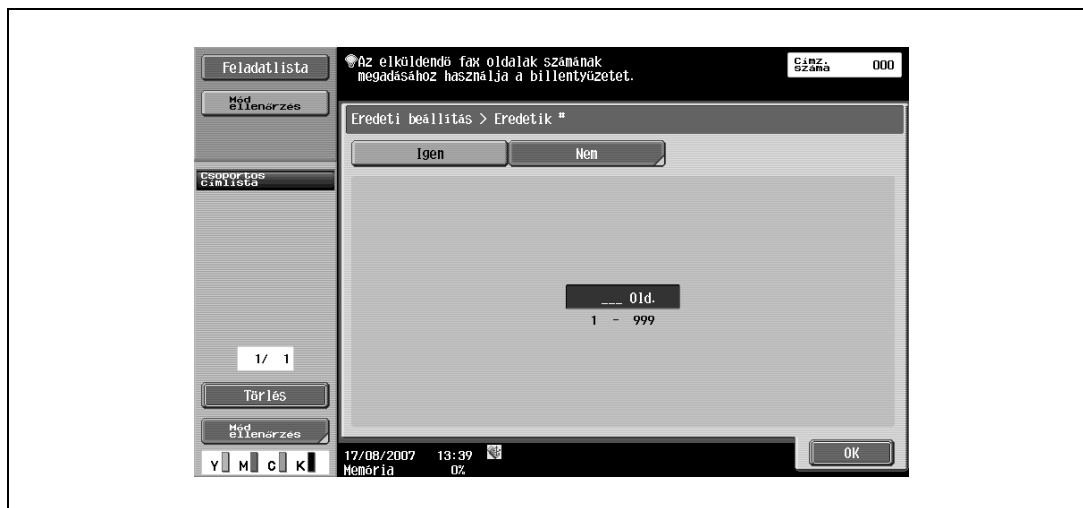 Feladatlista
Az elküldendő fax oldalak számának
megadásához használja a billentyűzetet.
Címz.
száma 000
Mód
ellenőrzés
Eredeti beállítás > Eredetik #
Igen
Nem
Csoportos
címlista
___ Old.
1 - 999
1/ 1
Törlés
Mód
ellenőrzés
OK
Y M C K
17/08/2007 13:39
Memória 0%